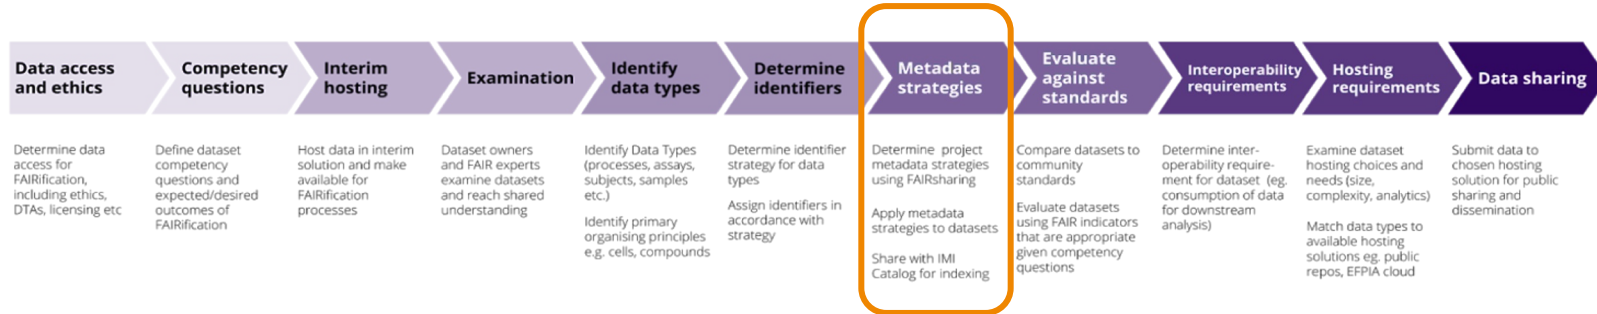 Data access
and ethics
Competency
questions
Interim
hosting
Examination
Identify
data types
Determine
identifiers
Metadata
strategies
Evaluate
against
standards
Interoperability
requirements
Hosting
requirements
Data sharing
Determine data
access for
FAIRification,
including ethics,
DTAs, licensing etc
Define dataset
competency
questions and
expected/desired
outcomes of
FAIRification
Host data in interim
solution and make
available for
FAIRification
processes
Dataset owners
and FAIR experts
examine datasets
and reach shared
understanding
Identify Data Types
(processes, assays,
subjects, samples
etc.)
Identify primary
organising principles
e.g. cells, compounds
Determine identifier
strategy for data
types
Assign identifiers in
accordance with
strategy
Determine project
metadata strategies
using FAIRsharing
Apply metadata
strategies to datasets
Share with IMI
Catalog for indexing
Compare datasets to
community
standards
Evaluate datasets
using FAIR indicators
that are appropriate
given competency
questions
Determine inter-
operability require-
ment for dataset (eg.
consumption of data
for downstream
analysis)
Examine dataset
hosting choices and
needs (size,
complexity, analytics)
Match data types to
available hosting
solutions eg. public
repos, EFPIA cloud
Submit data to
chosen hosting
solution for public
sharing and
dissemination